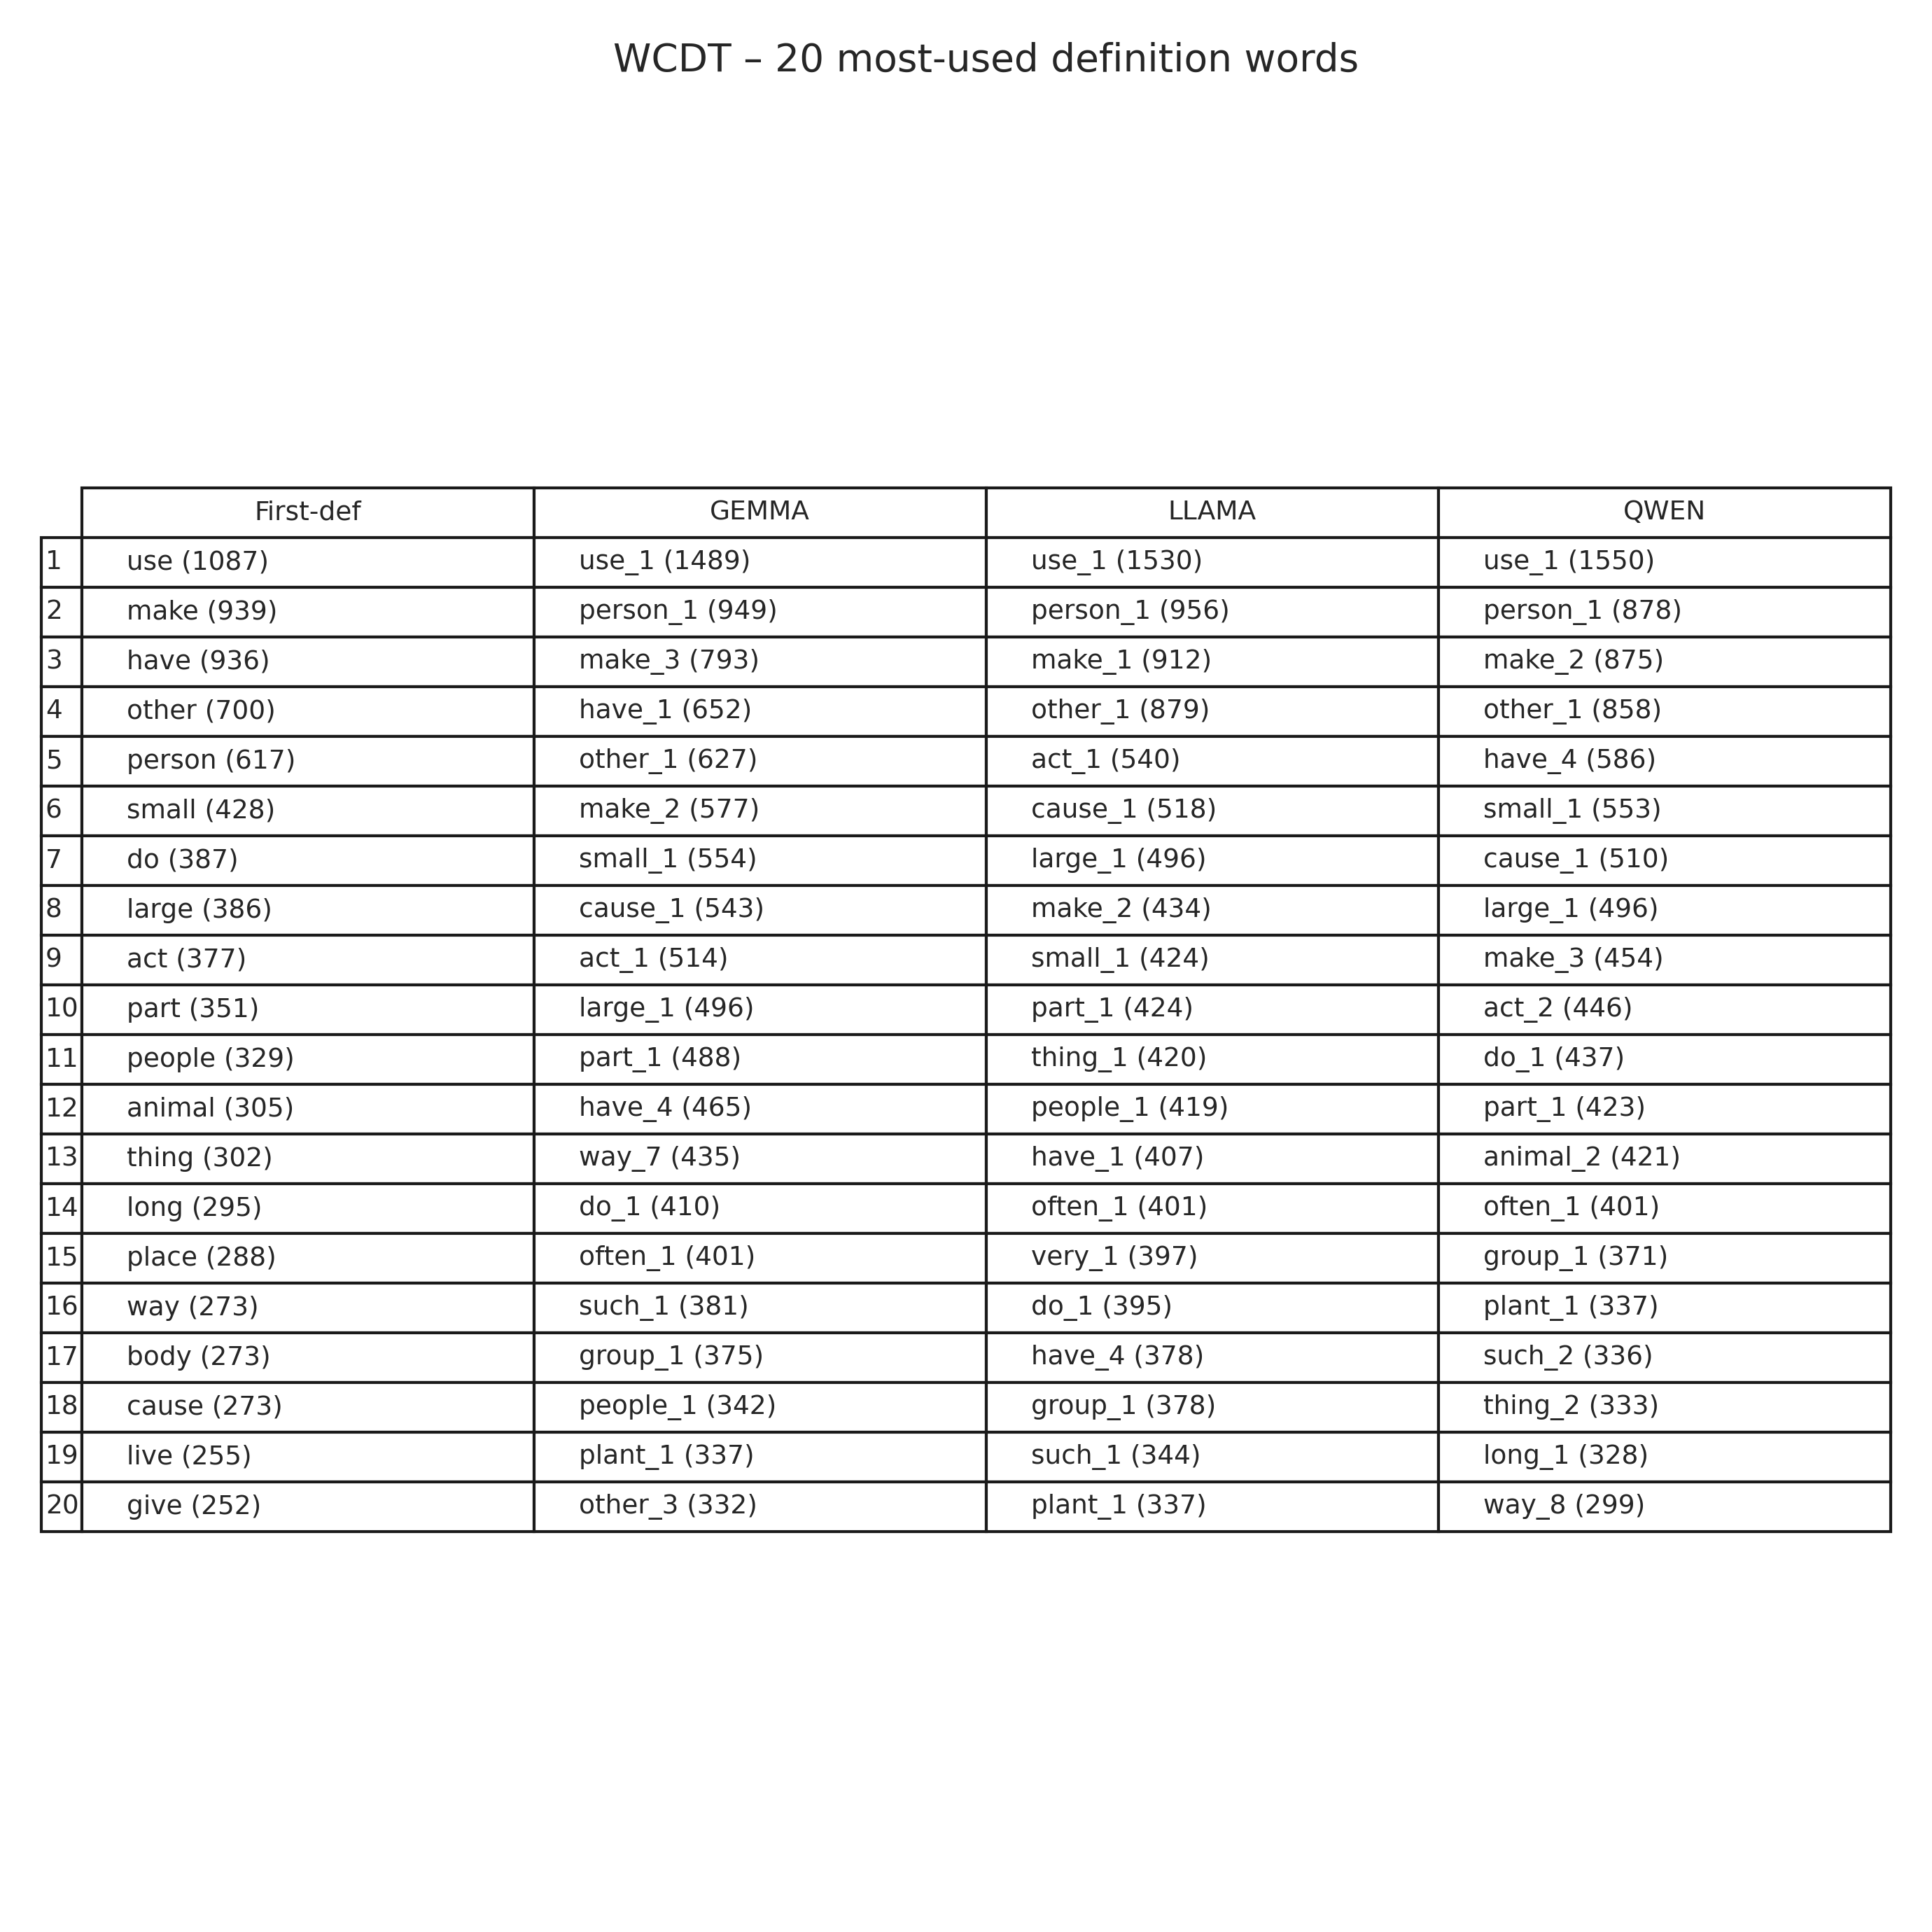 WCDT – 20 most-used definition words
First-def GEMMA LLAMA QWEN
1 use (1087) use_1 (1489) use_1 (1530) use_1 (1550)
2 make (939) person_1 (949) person_1 (956) person_1 (878)
3 have (936) make_3 (793) make_1 (912) make_2 (875)
4 other (700) have_1 (652) other_1 (879) other_1 (858)
5 person (617) other_1 (627) act_1 (540) have_4 (586)
6 small (428) make_2 (577) cause_1 (518) small_1 (553)
7 do (387) small_1 (554) large_1 (496) cause_1 (510)
8 large (386) cause_1 (543) make_2 (434) large_1 (496)
9 act (377) act_1 (514) small_1 (424) make_3 (454)
10 part (351) large_1 (496) part_1 (424) act_2 (446)
11 people (329) part_1 (488) thing_1 (420) do_1 (437)
12 animal (305) have_4 (465) people_1 (419) part_1 (423)
13 thing (302) way_7 (435) have_1 (407) animal_2 (421)
14 long (295) do_1 (410) often_1 (401) often_1 (401)
15 place (288) often_1 (401) very_1 (397) group_1 (371)
16 way (273) such_1 (381) do_1 (395) plant_1 (337)
17 body (273) group_1 (375) have_4 (378) such_2 (336)
18 cause (273) people_1 (342) group_1 (378) thing_2 (333)
19 live (255) plant_1 (337) such_1 (344) long_1 (328)
20 give (252) other_3 (332) plant_1 (337) way_8 (299)